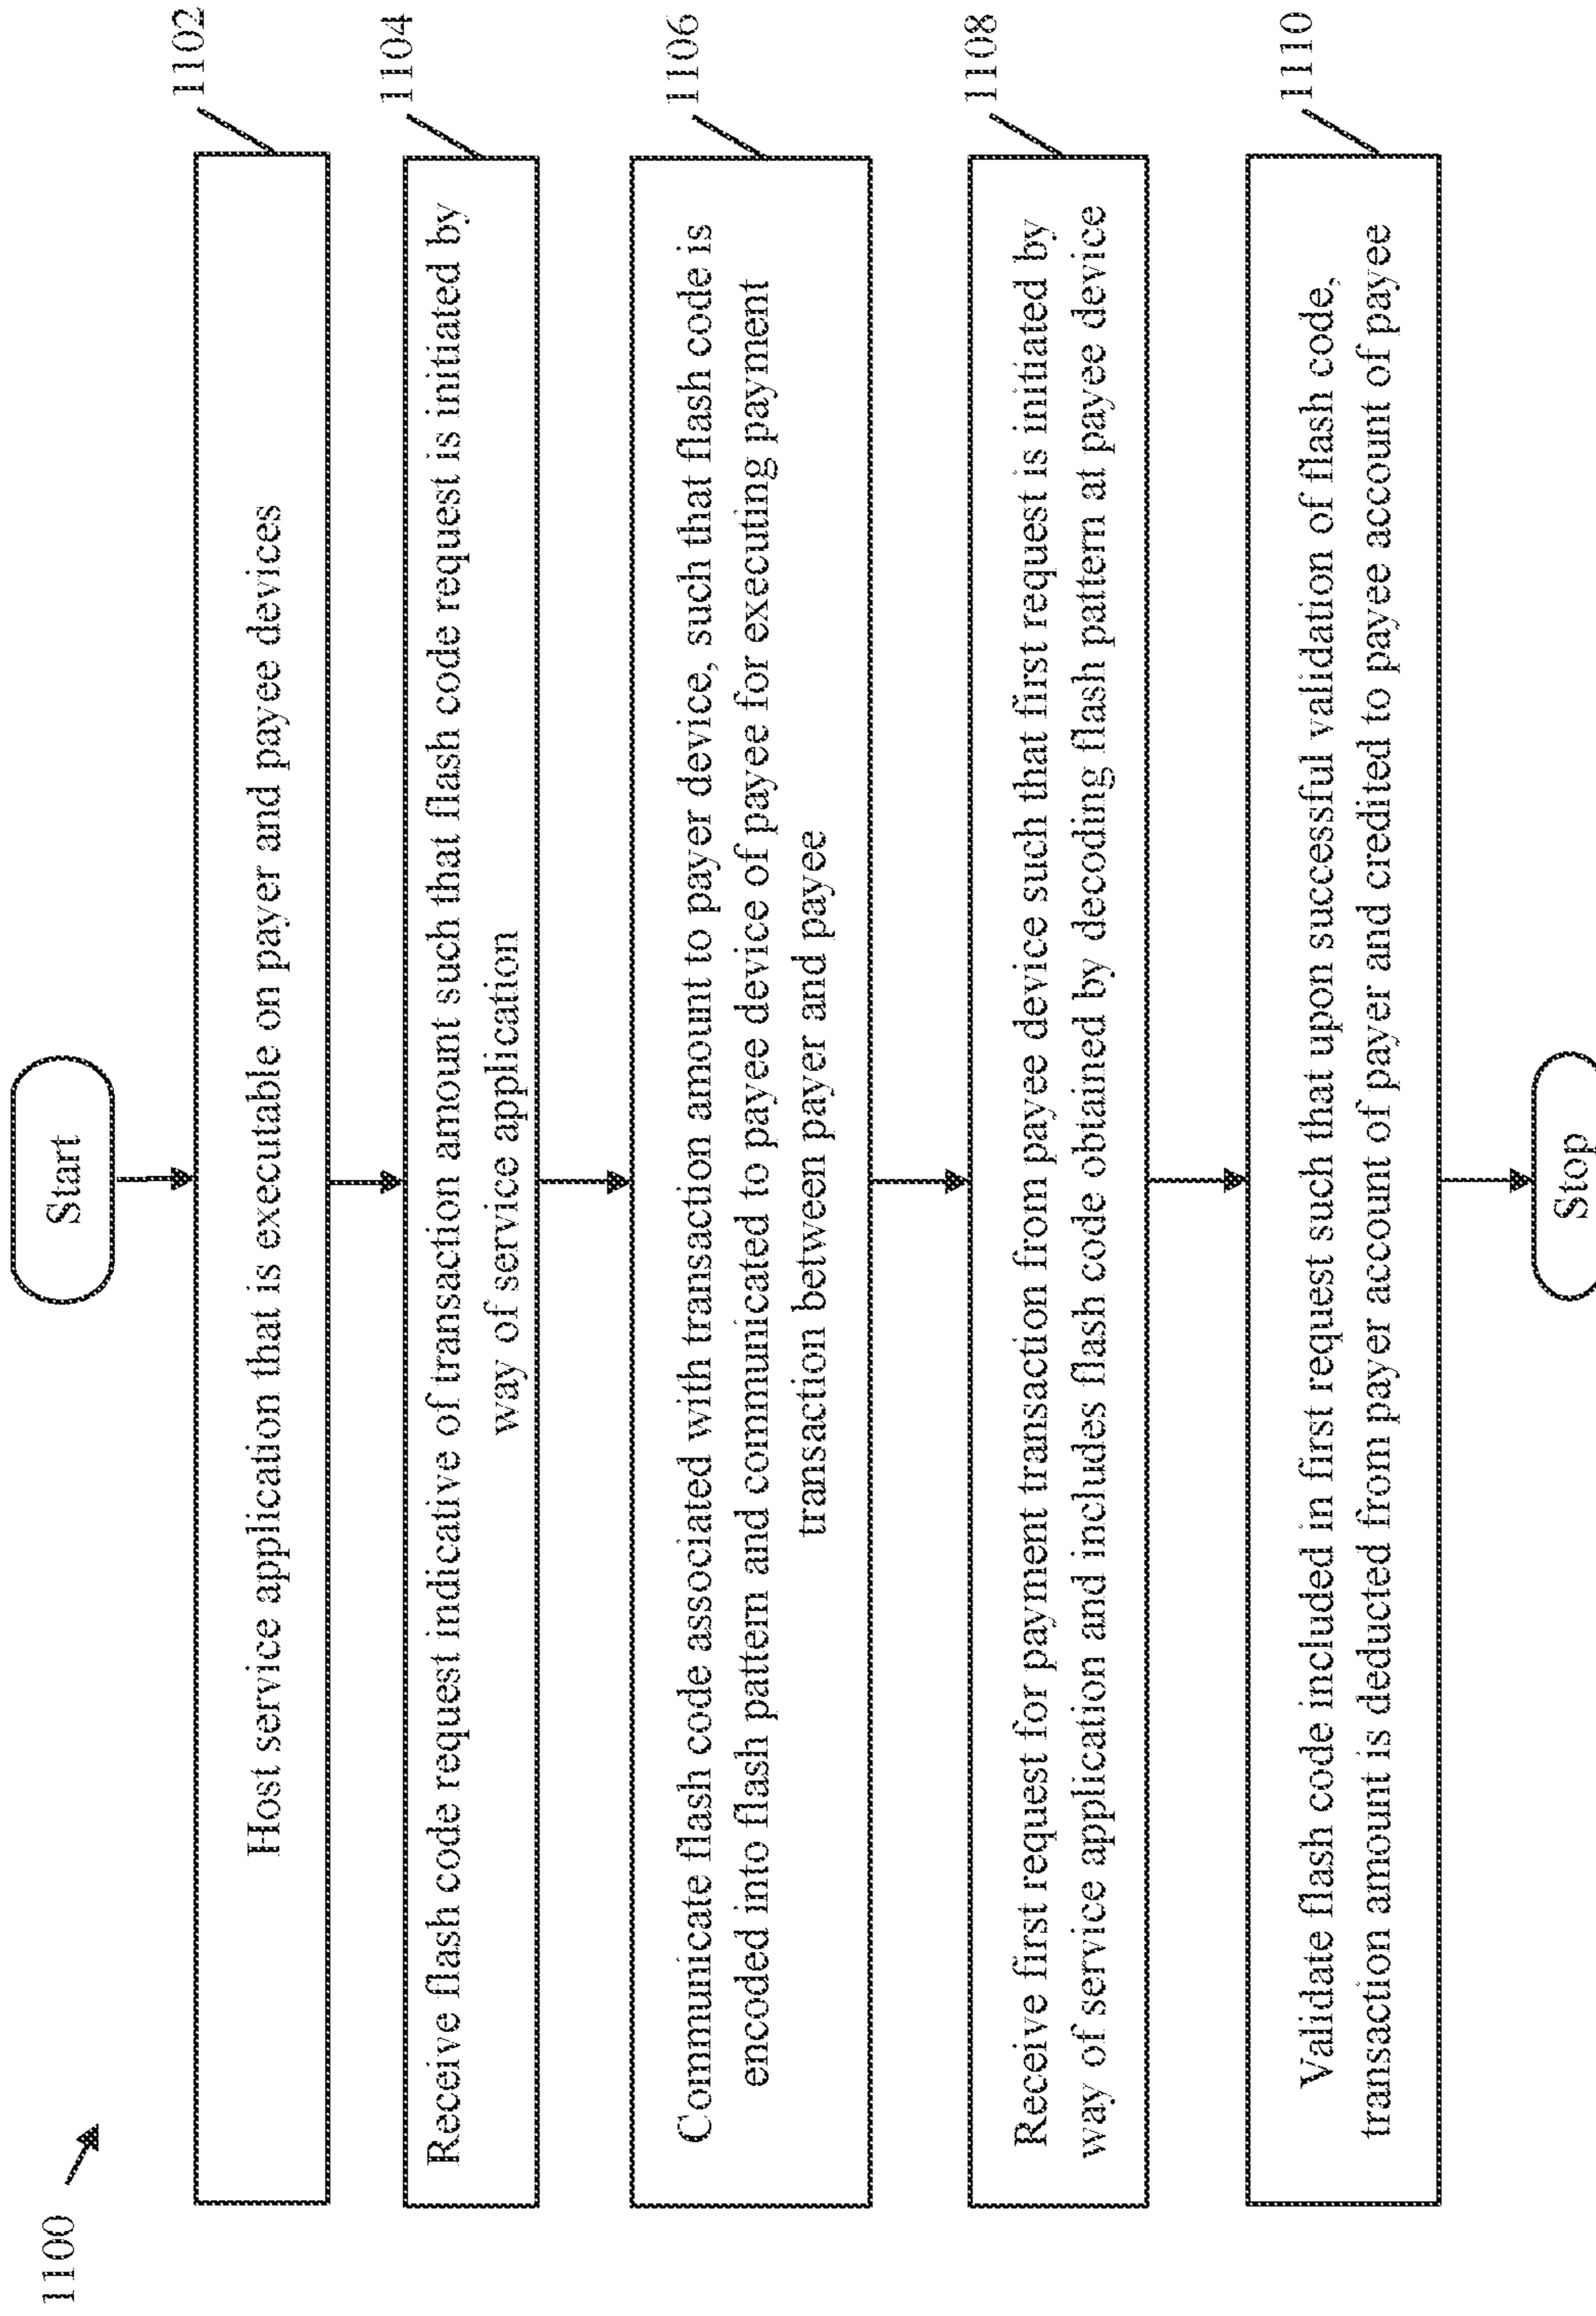 1100
Start
1102
Host service application that is executable on payer and payee devices
1104
Receive flash code request indicative of transaction amount such that flash code request is initiated by
way of service application
1106
Communicate flash code associated with transaction amount to payer device, such that flash code is
encoded into flash pattern and communicated to payee device of payee for executing payment
transaction between payer and payee
1108
Receive first request for payment transaction from payee device such that first request is initiated by
way of service application and includes flash code obtained by decoding flash pattern at payee device
1110
Validate flash code included in first request such that upon successful validation of flash code,
transaction amount is deducted from payer account of payer and credited to payee account of payee
Stop